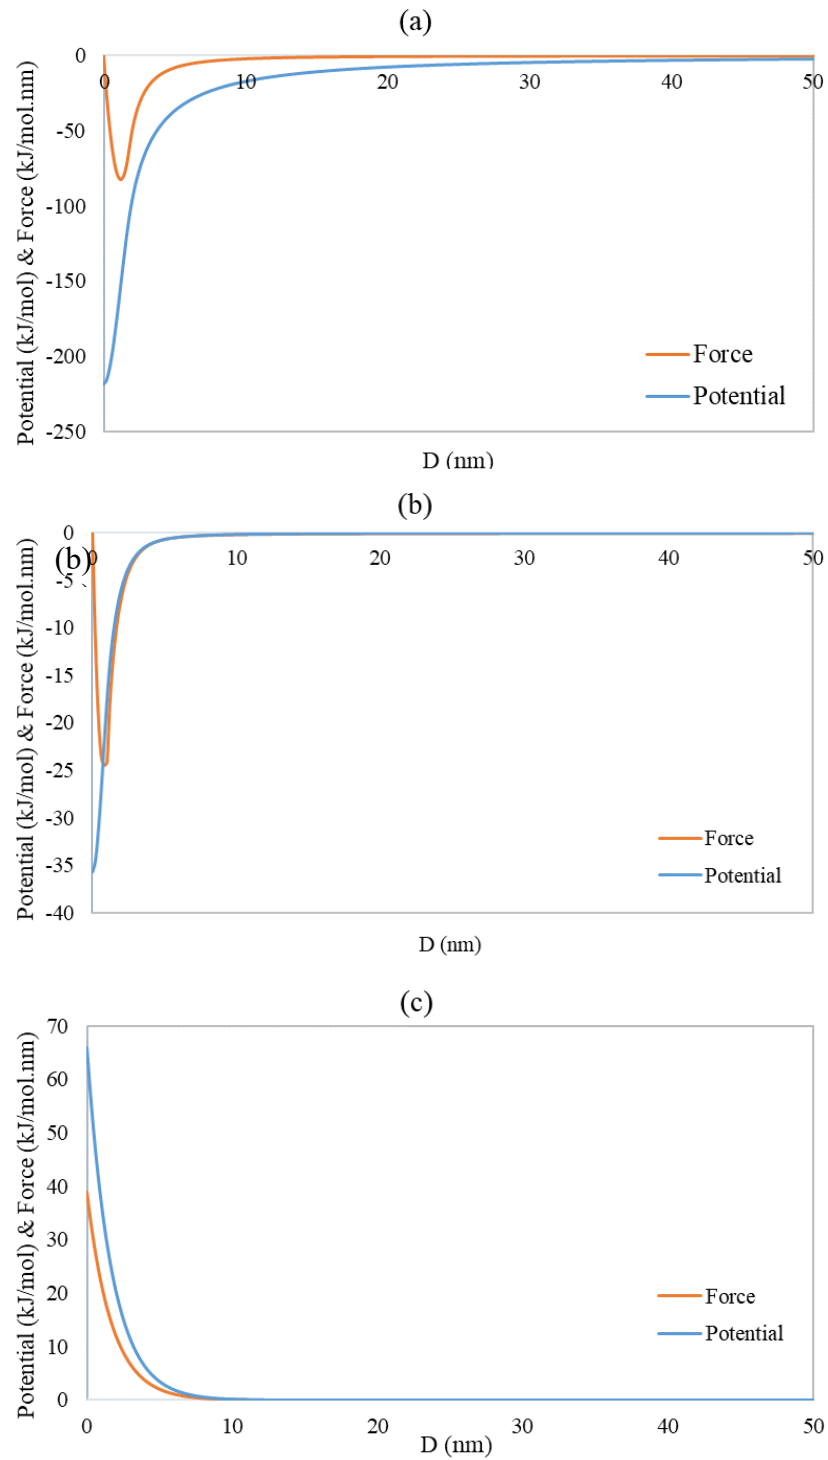 (a)
Potential (kJ/mol) & Force (kJ/mol.nm)
0
-50
-100
-150
-200
-250
0 10 20 30 40 50
Force
Potential
D (nm)
(b)
Potential (kJ/mol) & Force (kJ/mol.nm)
0
(b)
-5
-10
-15
-20
-25
-30
-35
-40
0 10 20 30 40 50
Force
Potential
D (nm)
(c)
Potential (kJ/mol) & Force (kJ/mol.nm)
70
60
50
40
30
20
10
0
Force
Potential
0 10 20 30 40 50
D (nm)